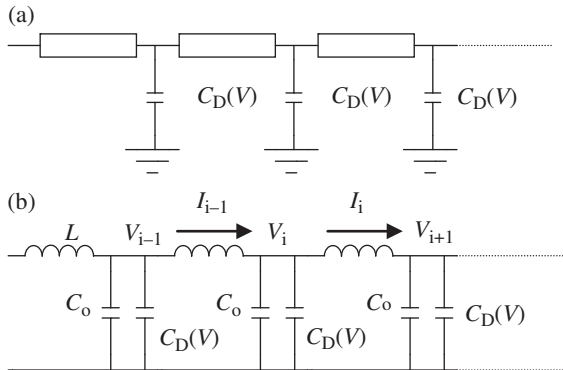 (a)
C_D(V) C_D(V) C_D(V)
(b)
I_i–1 I_i
L V_i–1 V_i V_i+1
C_o C_D(V) C_o C_D(V) C_o C_D(V)